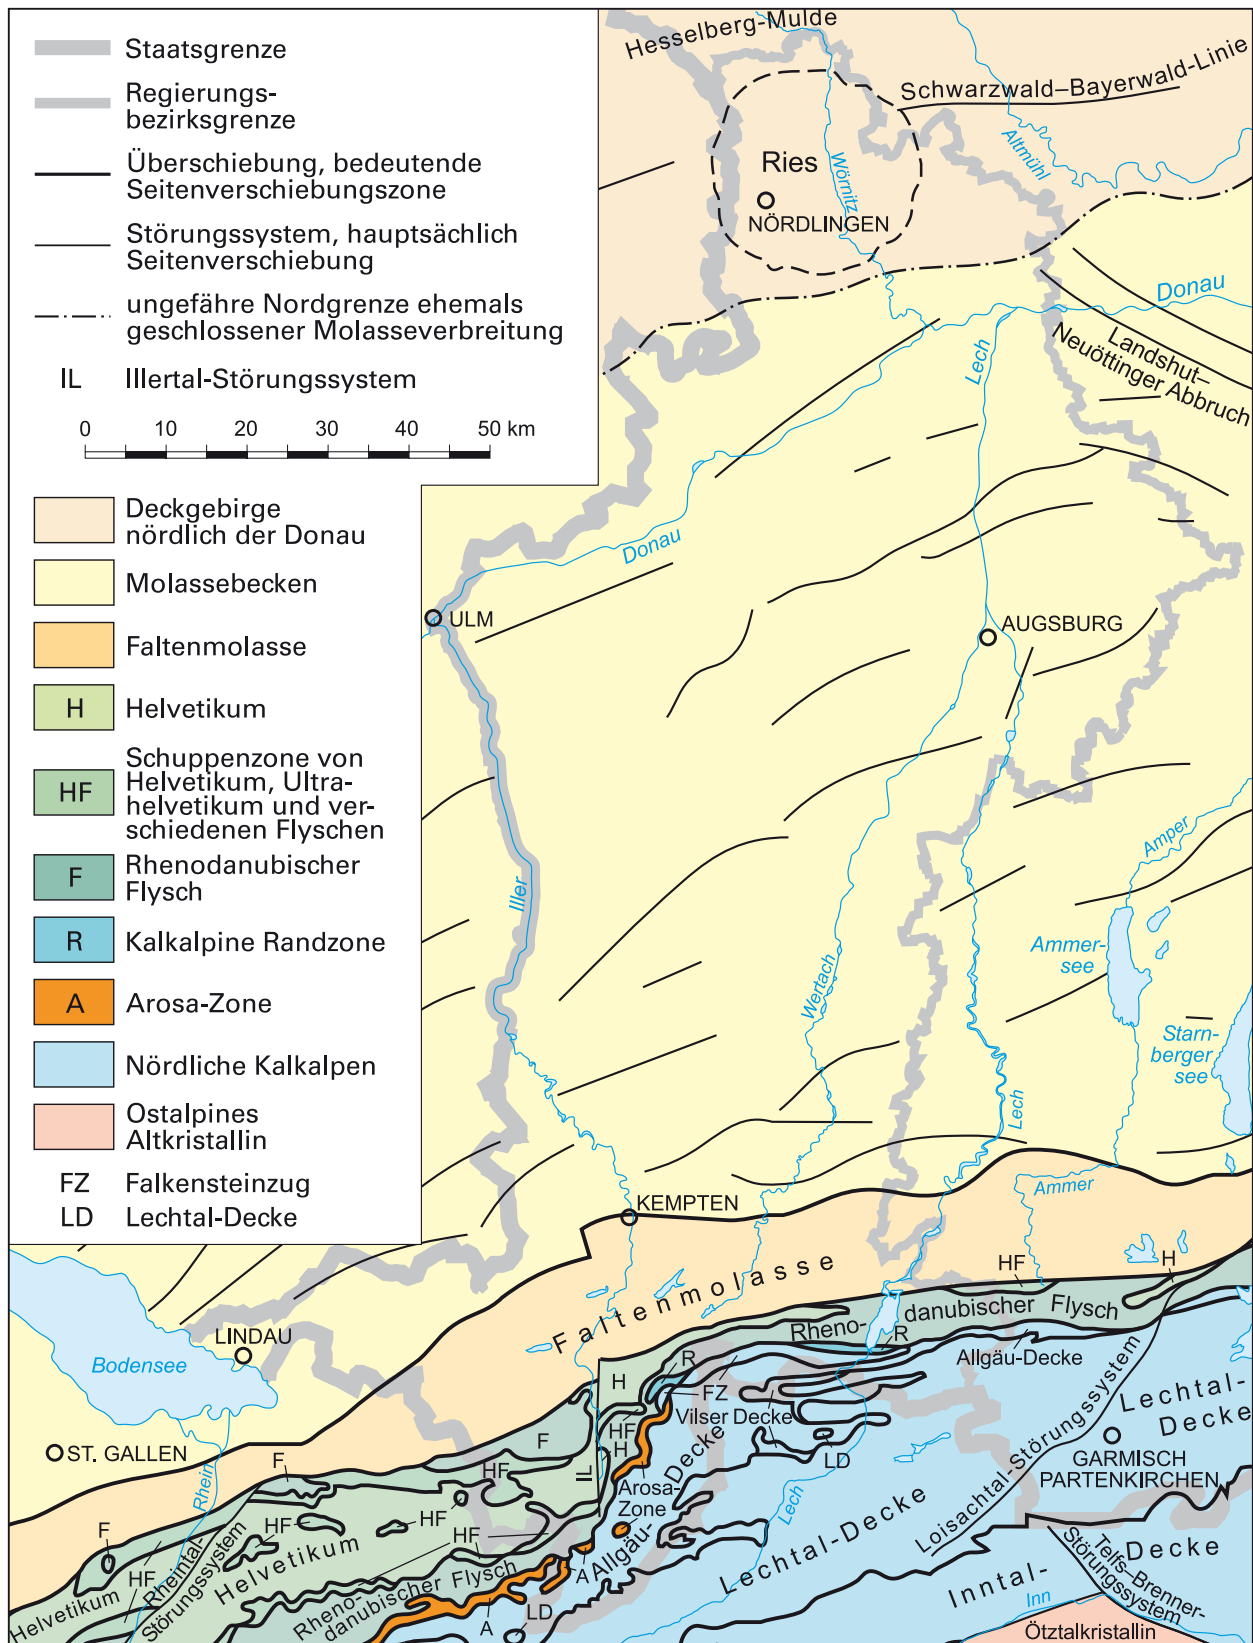 Staatsgrenze
Regierungs-
bezirksgrenze
Überschiebung, bedeutende
Seitenverschiebungszone
Störungssystem, hauptsächlich
Seitenverschiebung
ungefähre Nordgrenze ehemals
geschlossener Molasseverbreitung
IL Illertal-Störungssystem
0 10 20 30 40 50 km
Deckgebirge
nördlich der Donau
Molassebecken
Faltenmolasse
H Helvetikum
Schuppenzone von
HF Helvetikum, Ultra-
helvetikum und ver-
schiedenen Flyschen
F Rhenodanubischer
Flysch
R Kalkalpine Randzone
A Arosa-Zone
Nördliche Kalkalpen
Ostalpines
Altkristallin
FZ Falkensteinzug
LD Lechtal-Decke
Hesselberg-Mulde
Schwarzwald–Bayerwald-Linie
Altmühl
Ries
Wörnitz
NÖRDLINGEN
Donau
Lech
Landshut–
Neuöttinger Abbruch
Donau
ULM
AUGSBURG
Iller
Wertach
Amper
Ammer-
see
Starn-
berger
see
Lech
KEMPTEN
Ammer
Faltenmolasse
HF
H
Rheno-
danubischer Flysch
R
Allgäu-Decke
LINDAU
Bodensee
ST. GALLEN
Rhein
H
R
FZ
Vilser Decke
LD
HF
H
IL
F
F
HF
HF
HF
HF
HF
F
HF
Arosa-
Zone
Allgäu-
Decke
Lech
Lechtal-Decke
Loisachtal-Störungssystem
Lechtal-
Decke
GARMISCH
PARTENKIRCHEN
Helvetikum
Rheintal-
Störungssystem
Helvetikum
Rheno-
danubischer Flysch
A
A
LD
Inntal-
Decke
Telfs–Brenner-
Störungssystem
Inn
Ötztalkristallin